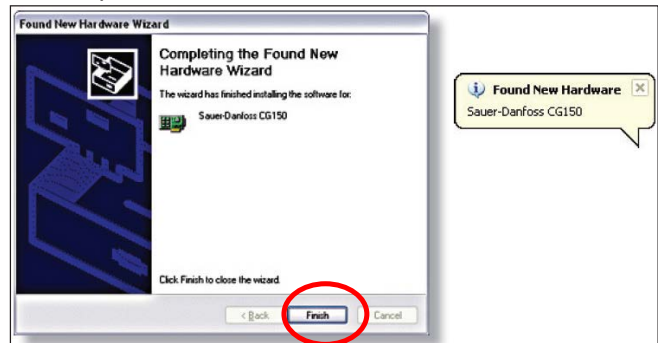 Found New Hardware Wizard
Completing the Found New
Hardware Wizard
The wizard has finished installing the software for:
Sauer-Danfoss CG150
Click Finish to close the wizard.
< Back
Finish
Cancel
Found New Hardware
Sauer-Danfoss CG150